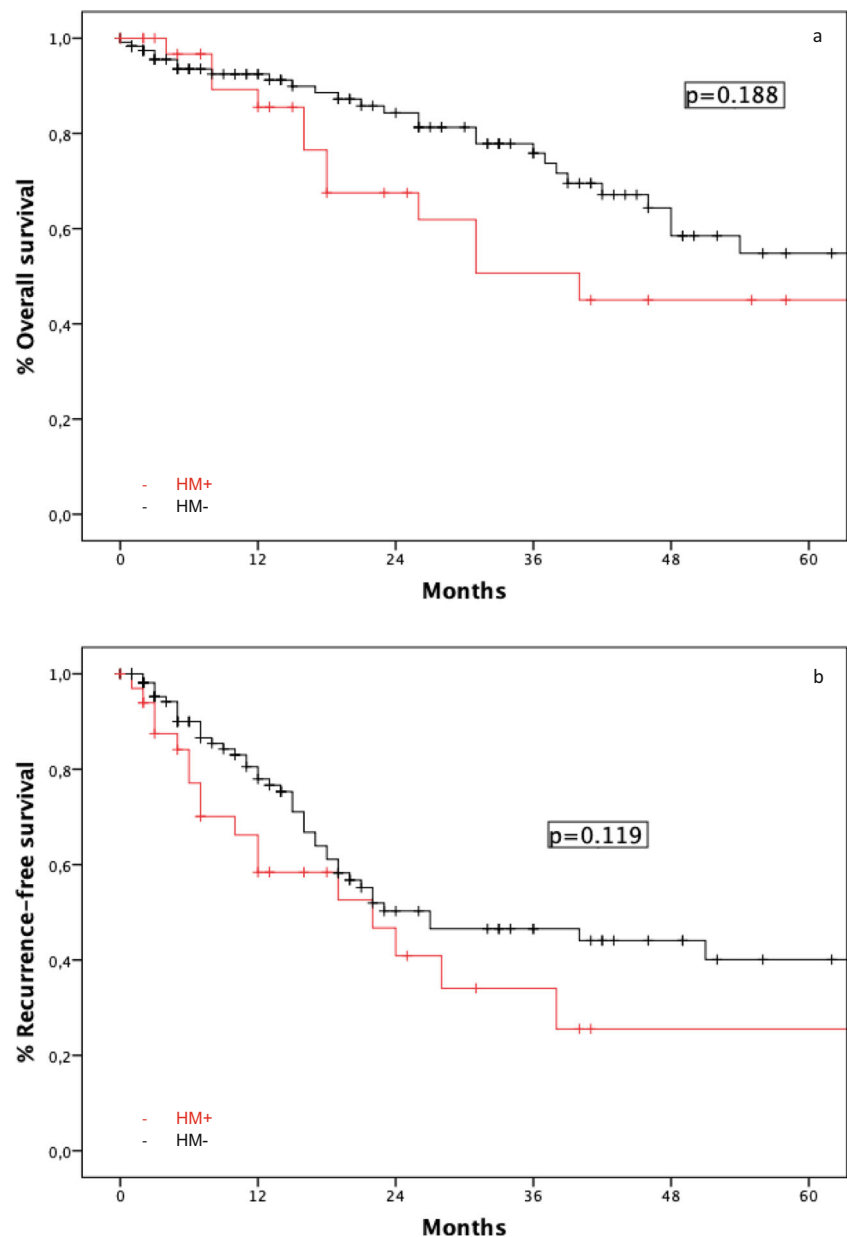 a
1,0
p=0.188
0,8
0,6
0,4
0,2
0,0
% Overall survival
- HM+
- HM-
0 12 24 36 48 60
Months
b
1,0
0,8
p=0.119
0,6
0,4
0,2
0,0
% Recurrence-free survival
- HM+
- HM-
0 12 24 36 48 60
Months